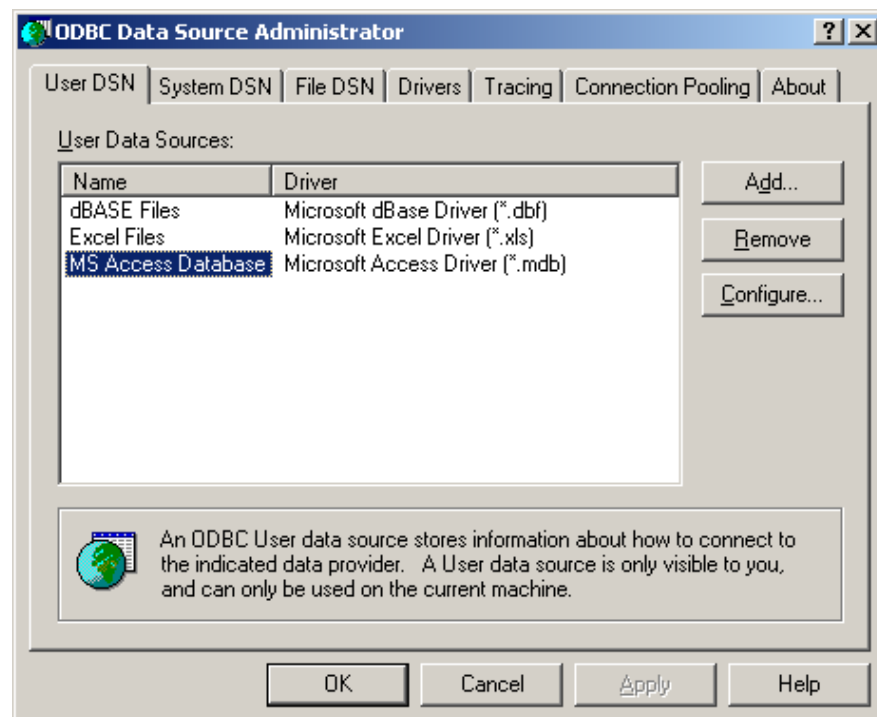 ODBC Data Source Administrator
User DSN System DSN File DSN Drivers Tracing Connection Pooling About
User Data Sources:
Name Driver
dBASE Files Microsoft dBase Driver (*.dbf)
Excel Files Microsoft Excel Driver (*.xls)
MS Access Database Microsoft Access Driver (*.mdb)
Add...
Remove
Configure...
An ODBC User data source stores information about how to connect to
the indicated data provider. A User data source is only visible to you,
and can only be used on the current machine.
OK Cancel Apply Help